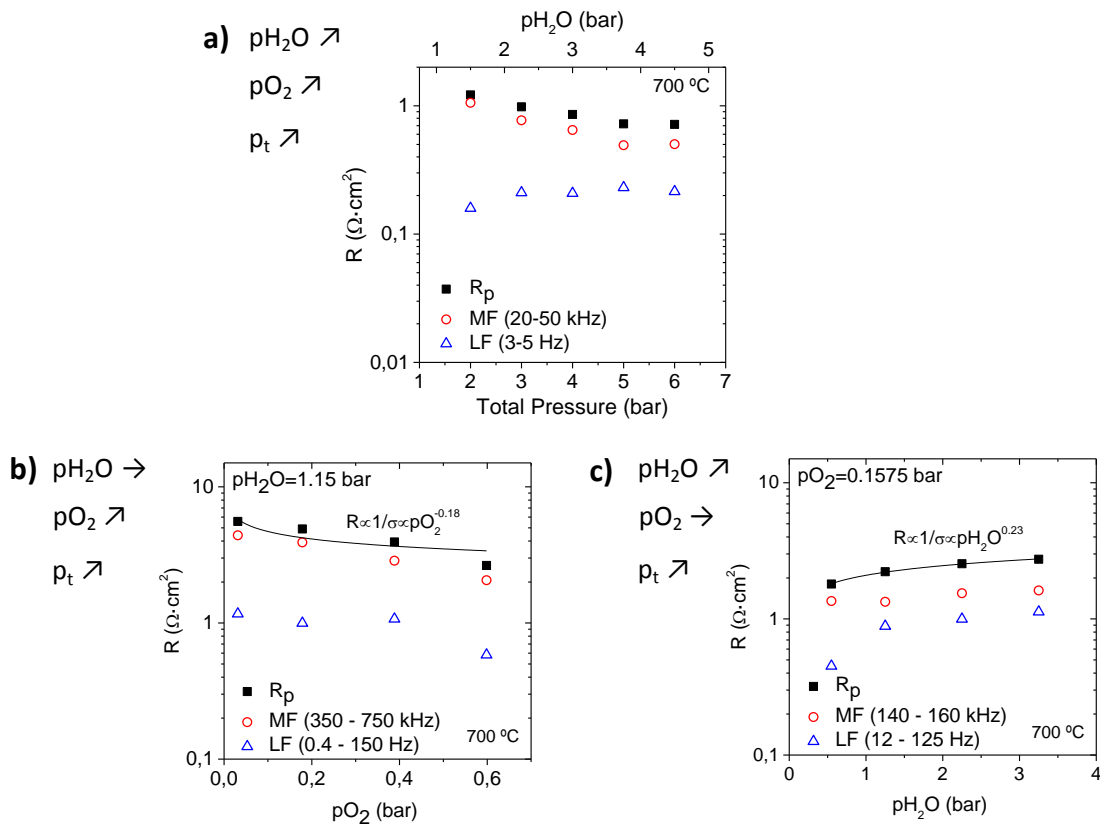 a) pH₂O ↗
pO₂ ↗
pₜ ↗
pH₂O (bar)
1 2 3 4 5
700 ºC
1
0,1
0,01
R (Ω·cm²)
Rₚ
MF (20-50 kHz)
LF (3-5 Hz)
1 2 3 4 5 6 7
Total Pressure (bar)
b) pH₂O →
pO₂ ↗
pₜ ↗
pH₂O=1.15 bar
R∝1/σ∝pO₂^-0.18
10
1
0,1
R (Ω·cm²)
Rₚ
MF (350 - 750 kHz)
LF (0.4 - 150 Hz)
700 ºC
0,0 0,2 0,4 0,6
pO₂ (bar)
c) pH₂O ↗
pO₂ →
pₜ ↗
pO₂=0.1575 bar
R∝1/σ∝pH₂O^0.23
10
1
0,1
R (Ω·cm²)
Rₚ
MF (140 - 160 kHz)
LF (12 - 125 Hz)
700 ºC
0 1 2 3 4
pH₂O (bar)